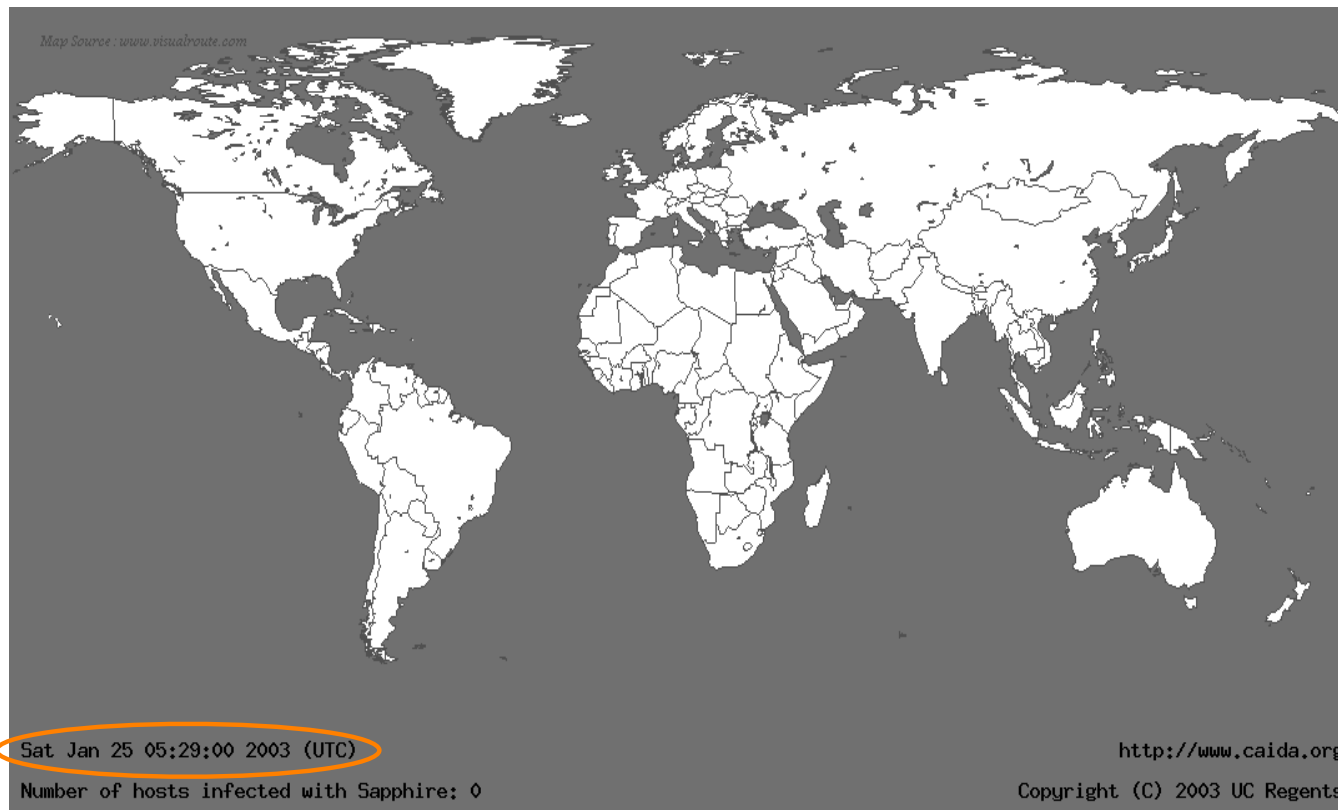 Map Source : www.visualroute.com
Sat Jan 25 05:29:00 2003 (UTC)
http://www.caida.org
Number of hosts infected with Sapphire: 0
Copyright (C) 2003 UC Regents